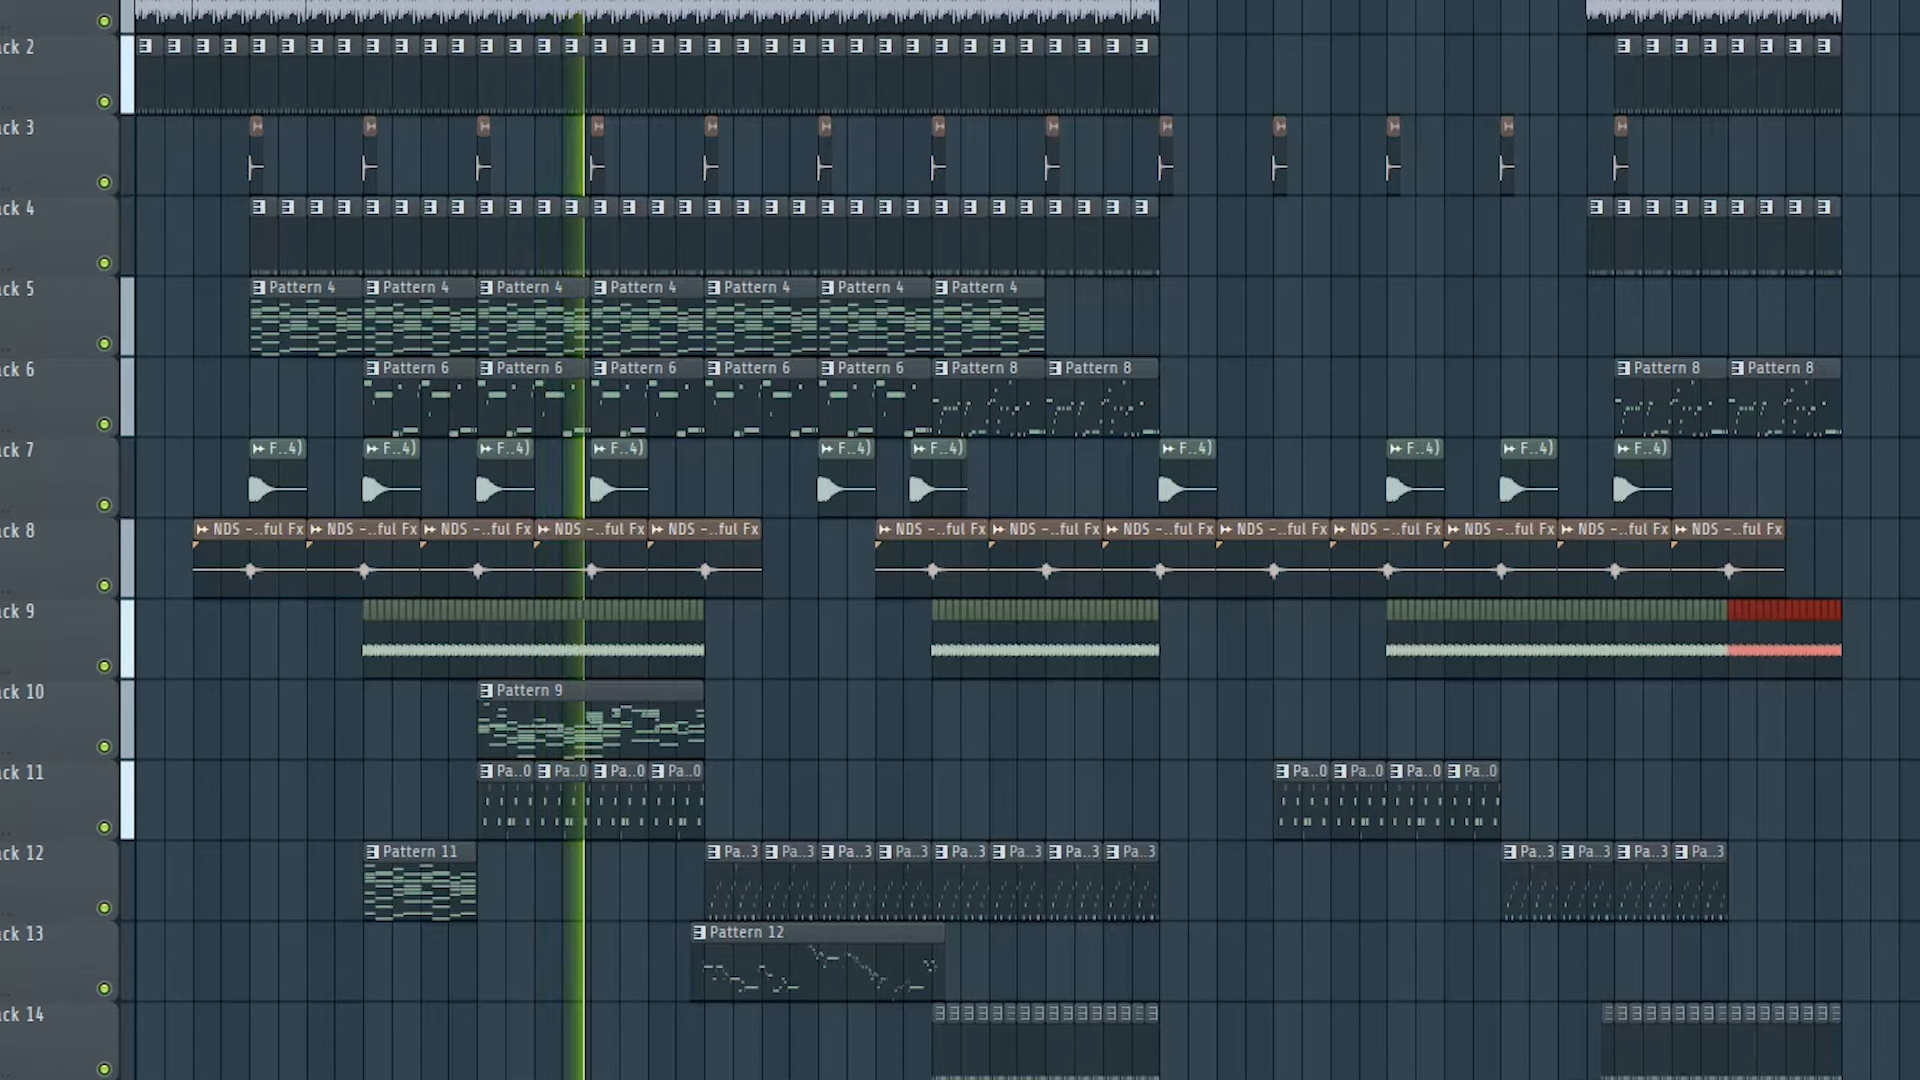 ck 2
ck 3
ck 4
ck 5
Pattern 4 Pattern 4 Pattern 4 Pattern 4 Pattern 4 Pattern 4 Pattern 4
ck 6
Pattern 6 Pattern 6 Pattern 6 Pattern 6 Pattern 6 Pattern 8 Pattern 8 Pattern 8 Pattern 8
ck 7
F..4) F..4) F..4) F..4) F..4) F..4) F..4) F..4) F..4) F..4)
ck 8
NDS -..ful Fx NDS -..ful Fx NDS -..ful Fx NDS -..ful Fx NDS -..ful Fx NDS -..ful Fx NDS -..ful Fx NDS -..ful Fx NDS -..ful Fx NDS -..ful Fx NDS -..ful Fx NDS -..ful Fx NDS -..ful Fx
ck 9
ck 10
Pattern 9
ck 11
Pa..0 Pa..0 Pa..0 Pa..0 Pa..0 Pa..0 Pa..0 Pa..0
ck 12
Pattern 11 Pa..3 Pa..3 Pa..3 Pa..3 Pa..3 Pa..3 Pa..3 Pa..3 Pa..3 Pa..3 Pa..3 Pa..3
ck 13
Pattern 12
ck 14